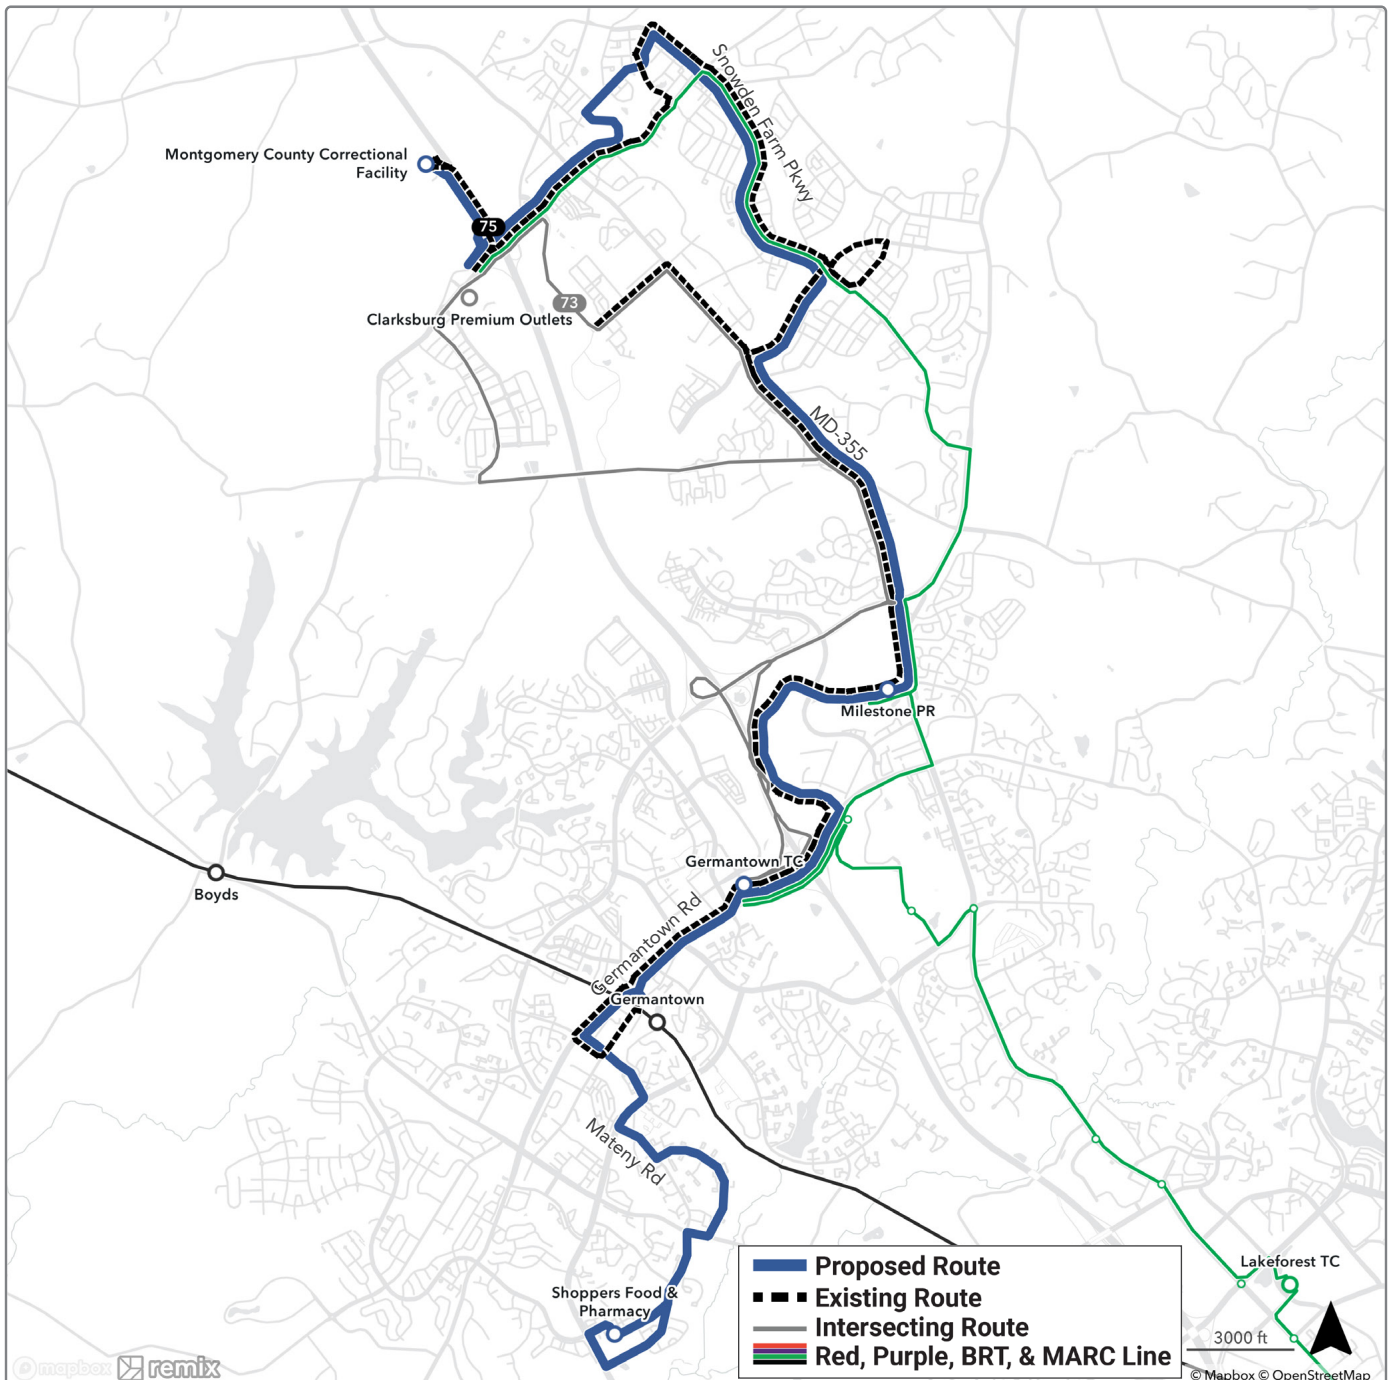 Snowden Farm Pkwy
Montgomery County Correctional
Facility
75
73
Clarksburg Premium Outlets
MD-355
Milestone PR
Germantown TC
Boyds
Germantown Rd
Germantown
Mateny Rd
Shoppers Food &
Pharmacy
Lakeforest TC
Proposed Route
Existing Route
Intersecting Route
Red, Purple, BRT, & MARC Line
3000 ft
mapbox remix
© Mapbox © OpenStreetMap